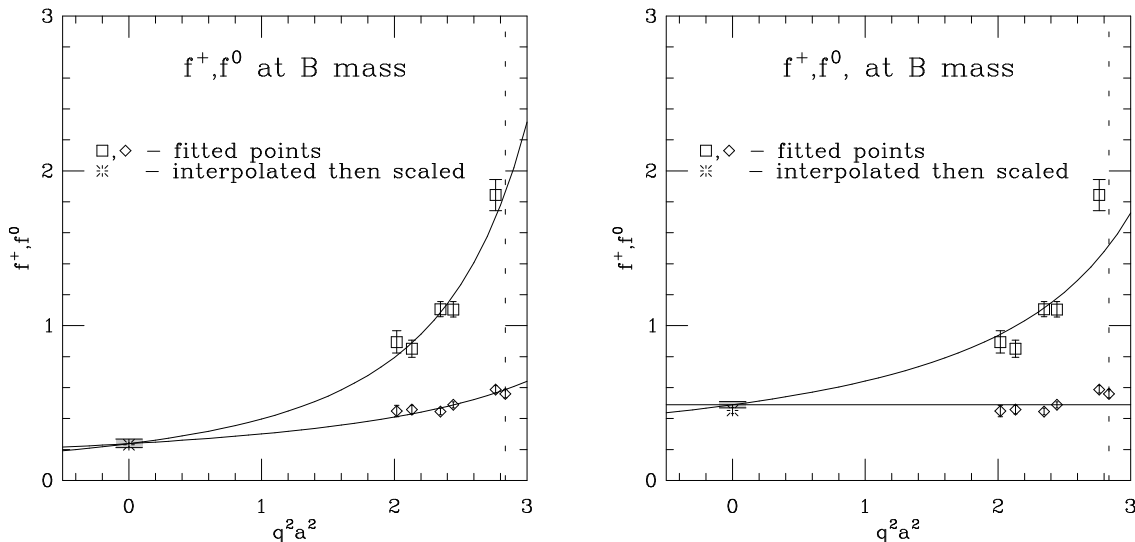 3
2
1
0
f⁺,f⁰
f⁺,f⁰ at B mass
□,◇ – fitted points
– interpolated then scaled
0 1 2 3
q²a²
3
2
1
0
f⁺,f⁰
f⁺,f⁰, at B mass
□,◇ – fitted points
– interpolated then scaled
0 1 2 3
q²a²